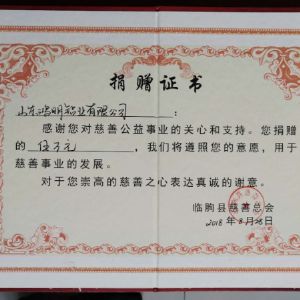 捐赠证书
山东鸿明铝业有限公司：
感谢您对慈善公益事业的关心和支持。您捐赠
的 伍万元 ，我们将遵照您的意愿，用于
慈善事业的发展。
对于您崇高的慈善之心表达真诚的谢意。
临朐县慈善总会
2018年8月28日